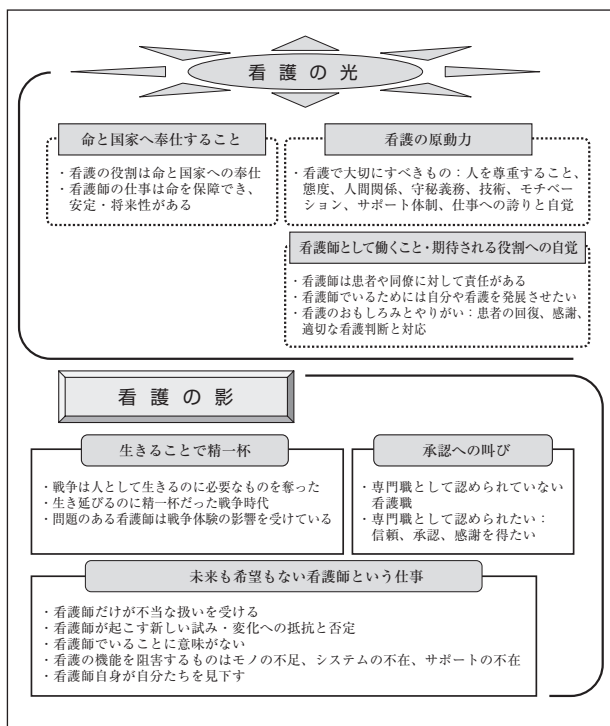 看護の光
命と国家へ奉仕すること
・看護の役割は命と国家への奉仕
・看護師の仕事は命を保障でき、
安定・将来性がある
看護の原動力
・看護で大切にすべきもの：人を尊重すること、
態度、人間関係、守秘義務、技術、モチベー
ション、サポート体制、仕事への誇りと自覚
看護師として働くこと・期待される役割への自覚
・看護師は患者や同僚に対して責任がある
・看護師でいるためには自分や看護を発展させたい
・看護のおもしろみとやりがい：患者の回復、感謝、
適切な看護判断と対応
看護の影
生きることで精一杯
・戦争は人として生きるのに必要なものを奪った
・生き延びるのに精一杯だった戦争時代
・問題のある看護師は戦争体験の影響を受けている
承認への叫び
・専門職として認められていない
看護職
・専門職として認められたい：
信頼、承認、感謝を得たい
未来も希望もない看護師という仕事
・看護師だけが不当な扱いを受ける
・看護師が起こす新しい試み・変化への抵抗と否定
・看護師でいることに意味がない
・看護の機能を阻害するものはモノの不足、システムの不在、サポートの不在
・看護師自身が自分たちを見下す